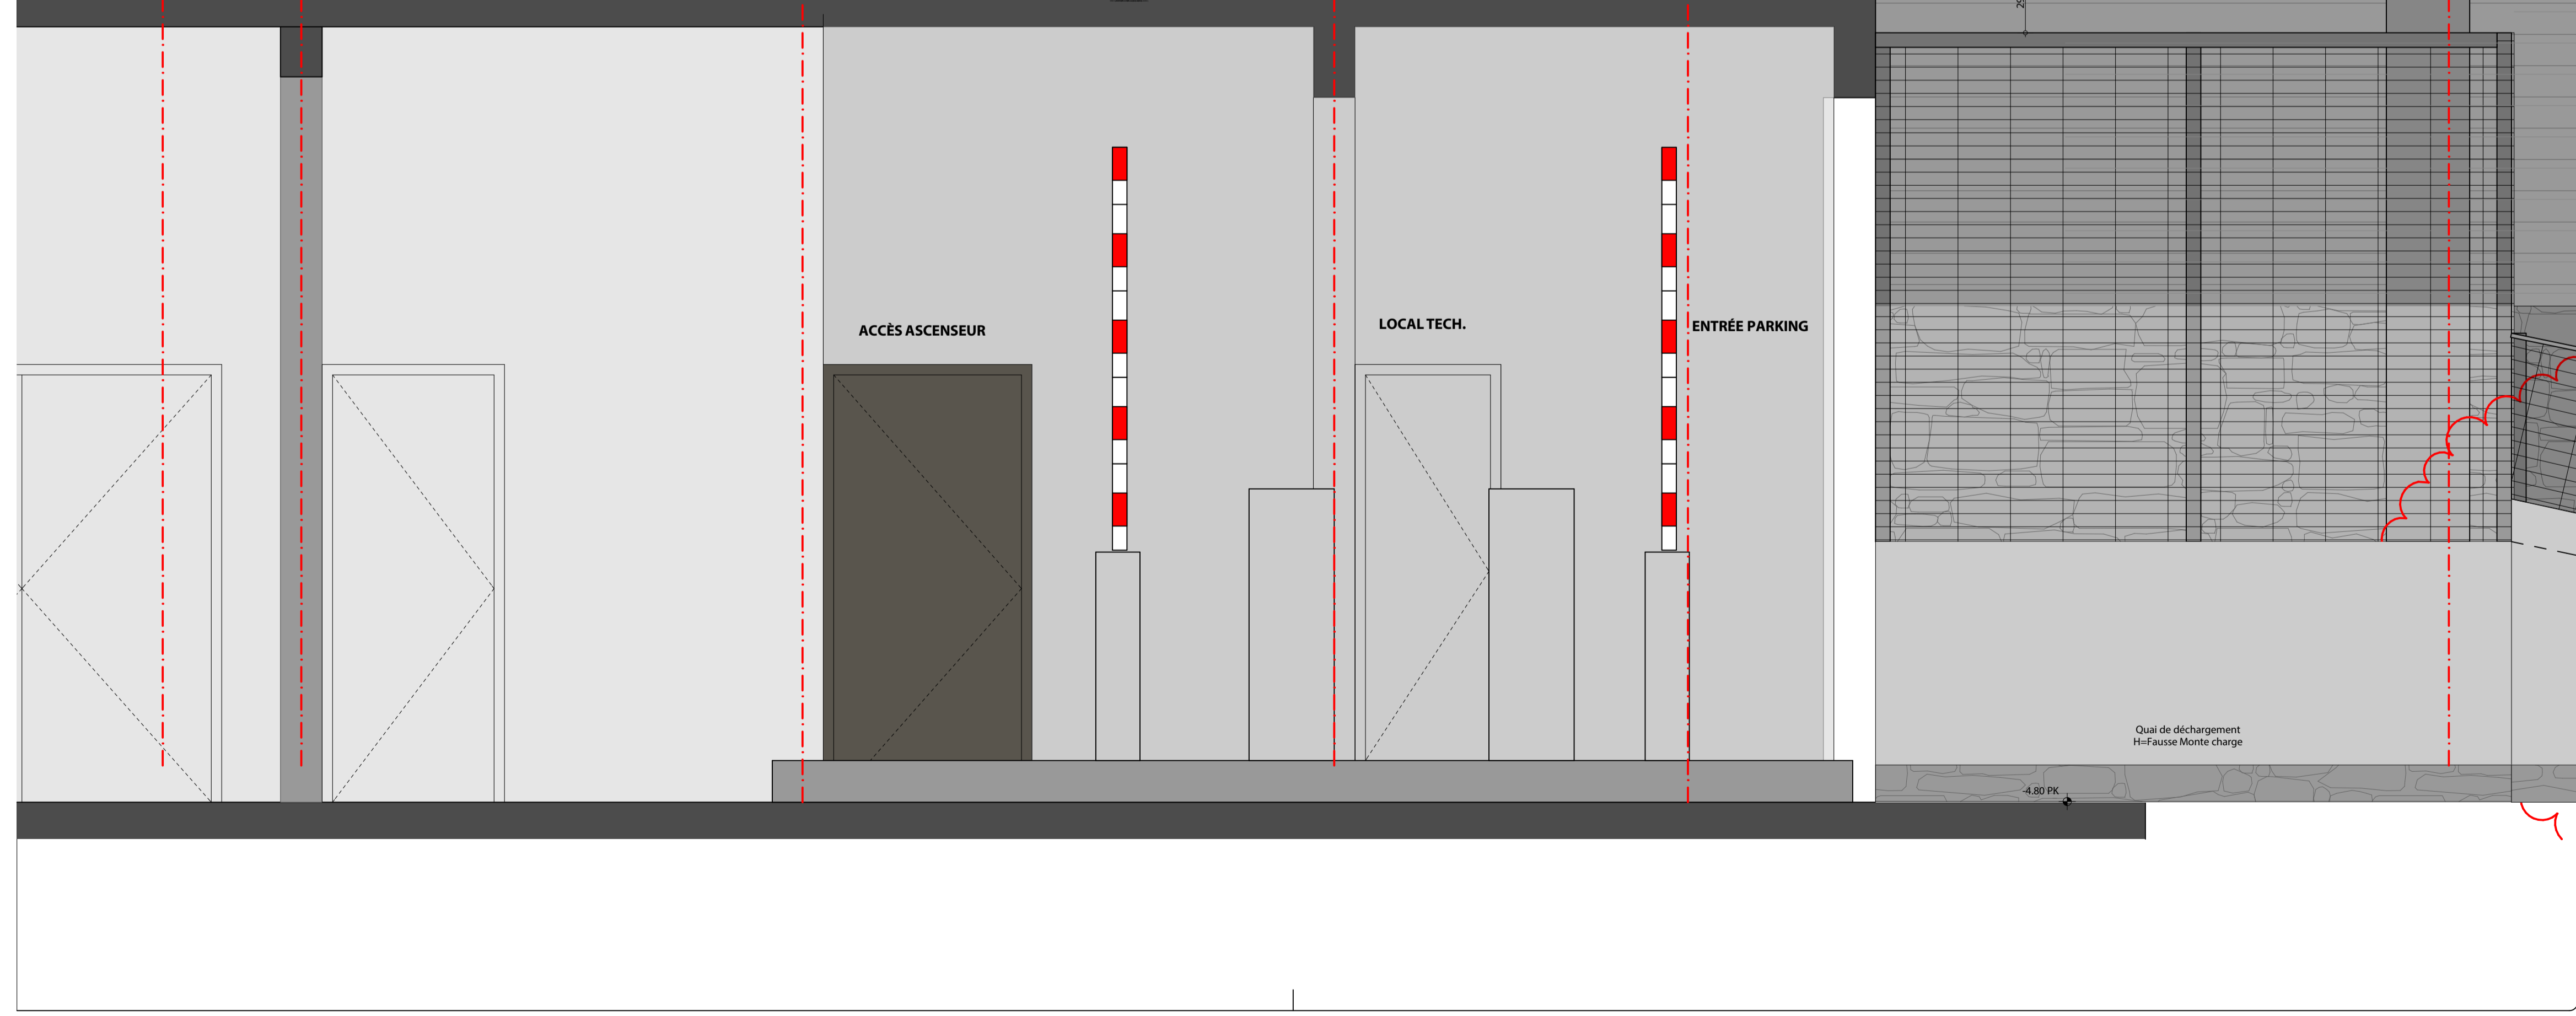 ACCÈS ASCENSEUR
LOCAL TECH.
ENTRÉE PARKING
Quai de déchargement
H=Fausse Monte charge
-4.80 PK